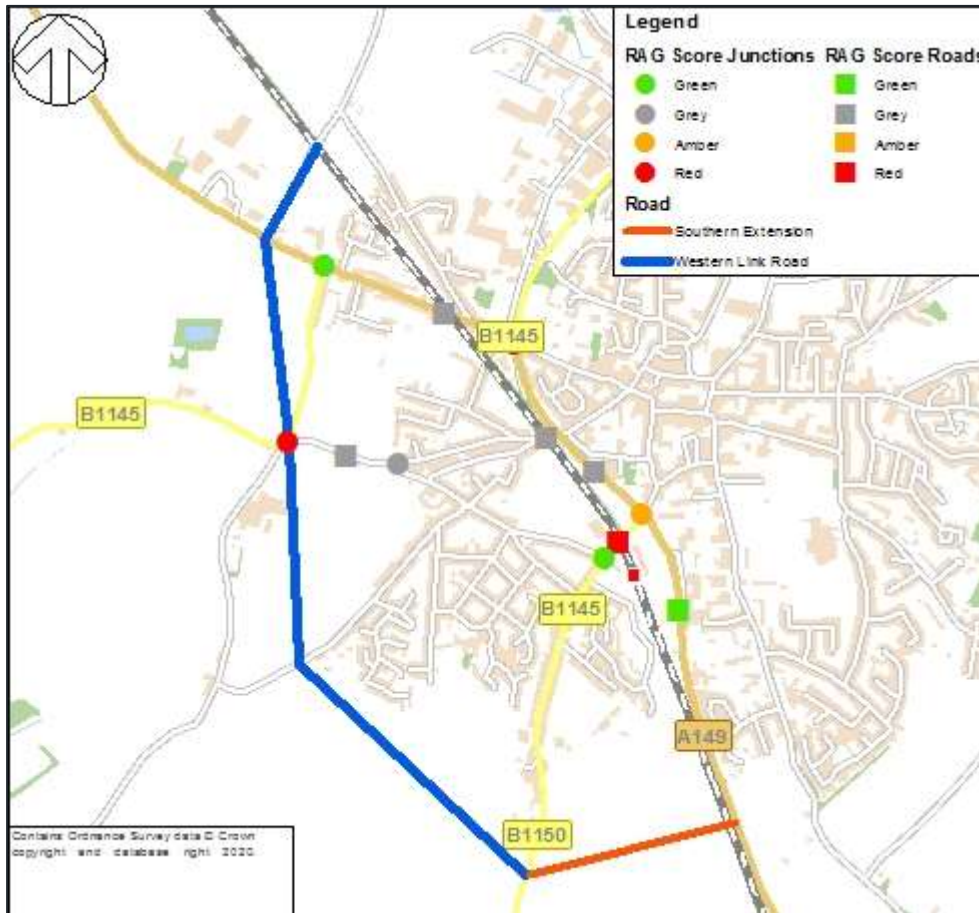 Legend
RAG Score Junctions RAG Score Roads
Green Green
Grey Grey
Amber Amber
Red Red
Road
Southern Extension
Western Link Road
B1145
B1145
B1145
A149
B1150
Contains Ordnance Survey data © Crown
copyright and database right 2020.